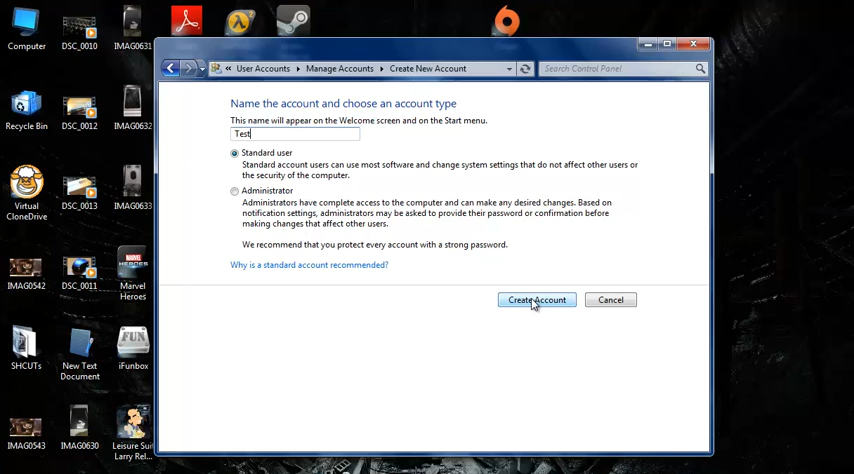 Computer
DSC_0010
IMAG0631
Recycle Bin
DSC_0012
IMAG0632
Virtual
CloneDrive
DSC_0013
IMAG0633
IMAG0542
DSC_0011
Marvel
Heroes
SHCUTs
New Text
Document
iFunbox
FUN
IMAG0543
IMAG0630
Leisure Suit
Larry Rel...
« User Accounts
Manage Accounts
Create New Account
Search Control Panel
Name the account and choose an account type
This name will appear on the Welcome screen and on the Start menu.
Test
Standard user
Standard account users can use most software and change system settings that do not affect other users or
the security of the computer.
Administrator
Administrators have complete access to the computer and can make any desired changes. Based on
notification settings, administrators may be asked to provide their password or confirmation before
making changes that affect other users.
We recommend that you protect every account with a strong password.
Why is a standard account recommended?
Create Account
Cancel